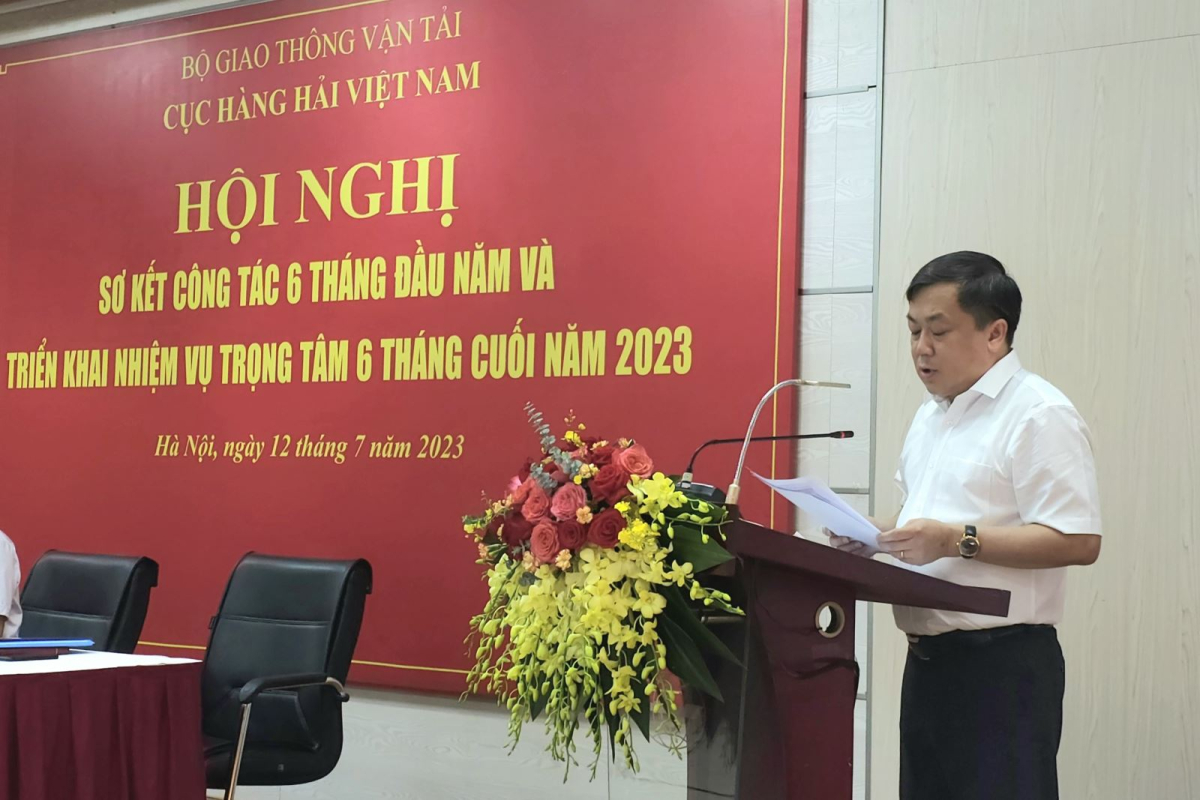 BỘ GIAO THÔNG VẬN TẢI
CỤC HÀNG HẢI VIỆT NAM
HỘI NGHỊ
SƠ KẾT CÔNG TÁC 6 THÁNG ĐẦU NĂM VÀ
TRIỂN KHAI NHIỆM VỤ TRỌNG TÂM 6 THÁNG CUỐI NĂM 2023
Hà Nội, ngày 12 tháng 7 năm 2023